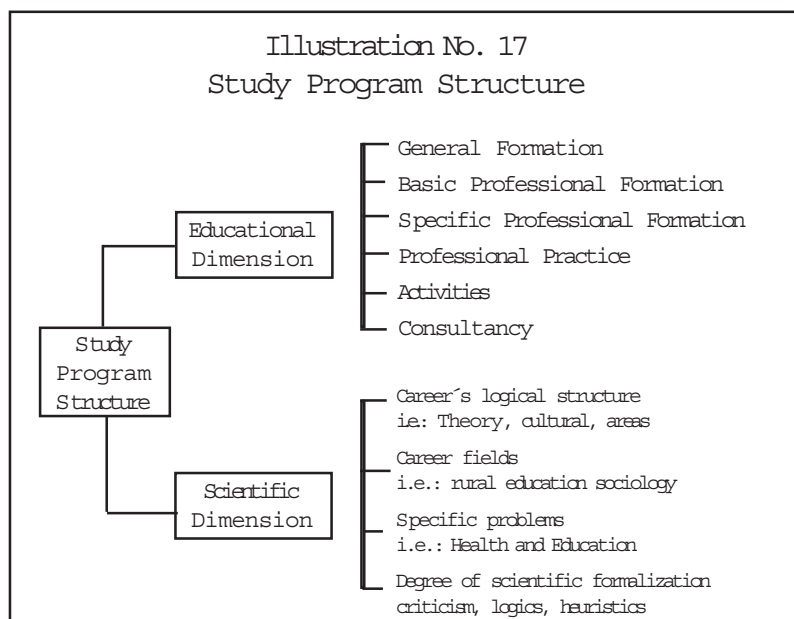 Illustration No. 17
Study Program Structure
Study
Program
Structure
Educational
Dimension
General Formation
Basic Professional Formation
Specific Professional Formation
Professional Practice
Activities
Consultancy
Scientific
Dimension
Career´s logical structure
i.e.: Theory, cultural, areas
Career fields
i.e.: rural education sociology
Specific problems
i.e.: Health and Education
Degree of scientific formalization
criticism, logics, heuristics